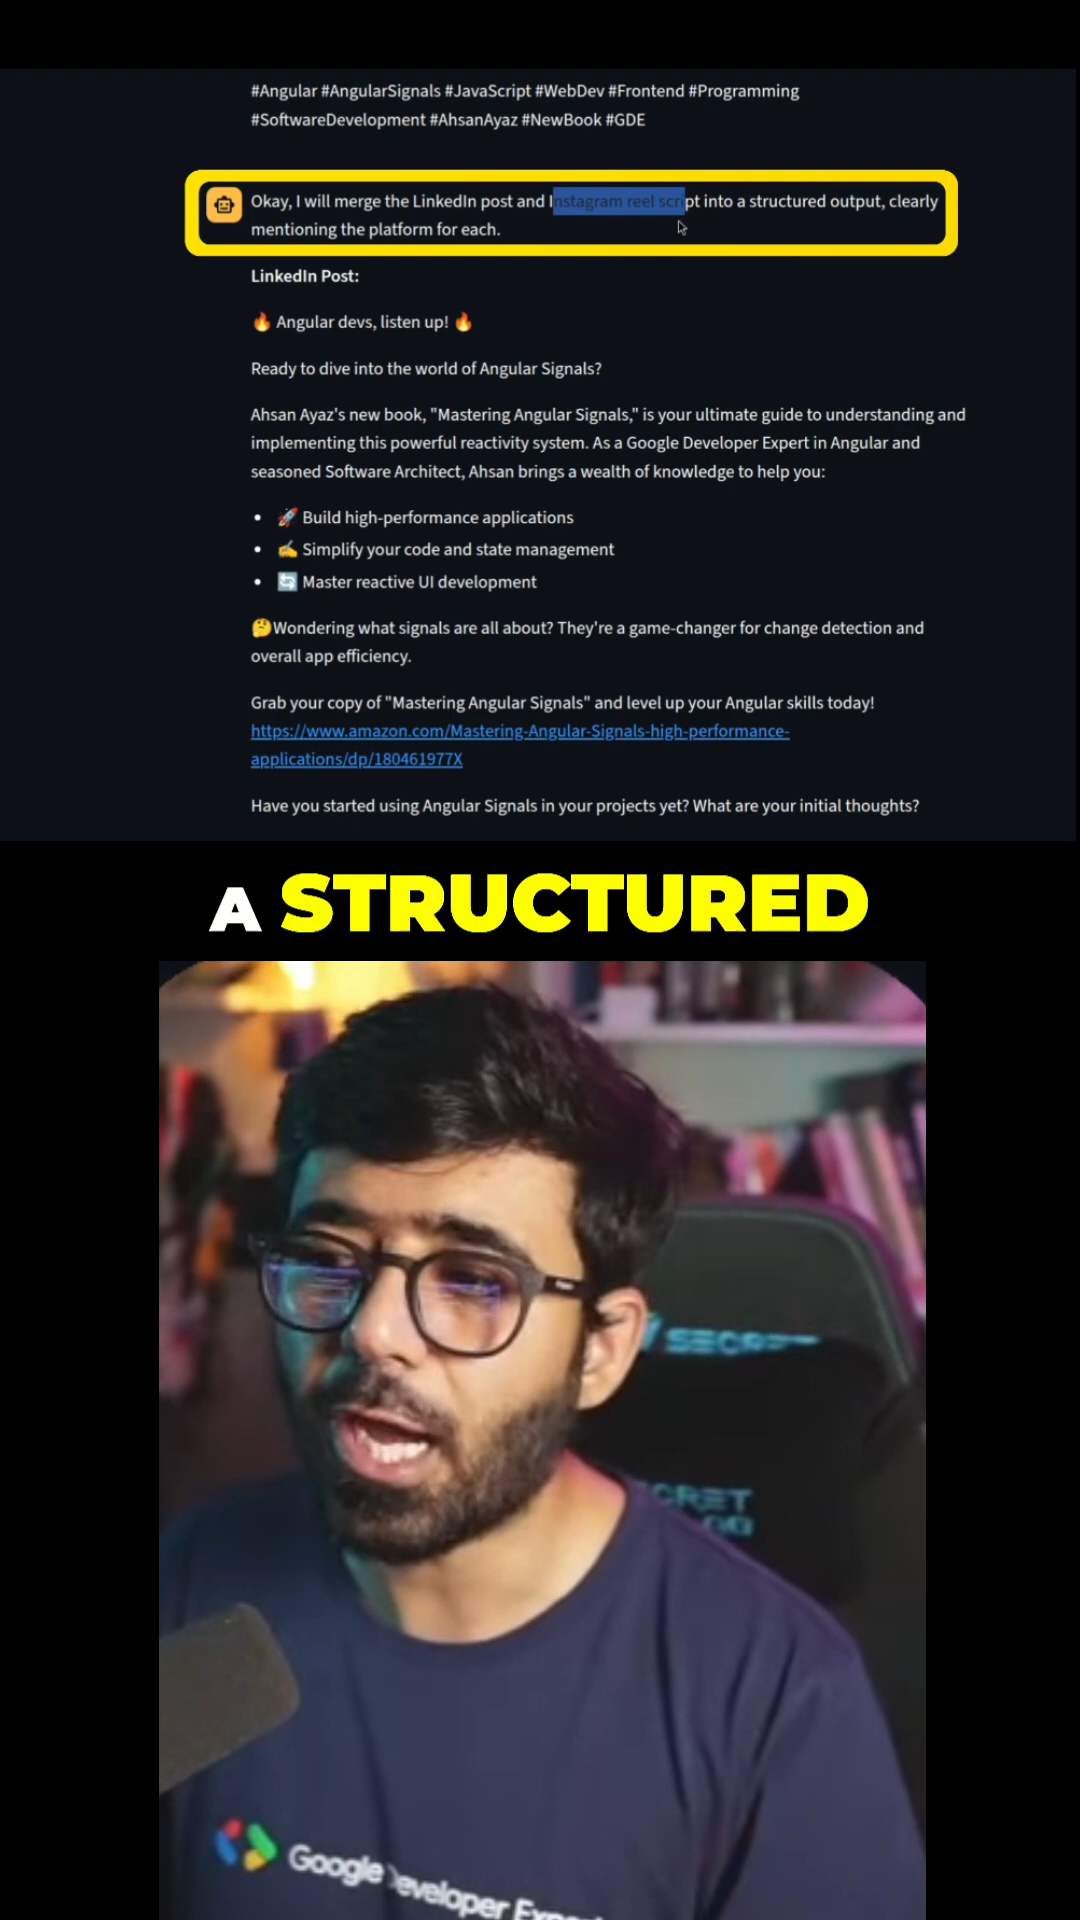 #Angular #AngularSignals #JavaScript #WebDev #Frontend #Programming
#SoftwareDevelopment #AhsanAyaz #NewBook #GDE
Okay, I will merge the LinkedIn post and Instagram reel script into a structured output, clearly
mentioning the platform for each.
LinkedIn Post:
🔥 Angular devs, listen up! 🔥
Ready to dive into the world of Angular Signals?
Ahsan Ayaz's new book, "Mastering Angular Signals," is your ultimate guide to understanding and
implementing this powerful reactivity system. As a Google Developer Expert in Angular and
seasoned Software Architect, Ahsan brings a wealth of knowledge to help you:
• 🚀 Build high-performance applications
• ✍️ Simplify your code and state management
• 🔄 Master reactive UI development
🤔Wondering what signals are all about? They're a game-changer for change detection and
overall app efficiency.
Grab your copy of "Mastering Angular Signals" and level up your Angular skills today!
https://www.amazon.com/Mastering-Angular-Signals-high-performance-
applications/dp/180461977X
Have you started using Angular Signals in your projects yet? What are your initial thoughts?
A STRUCTURED
SECRET
CRET
Google Developer Exper